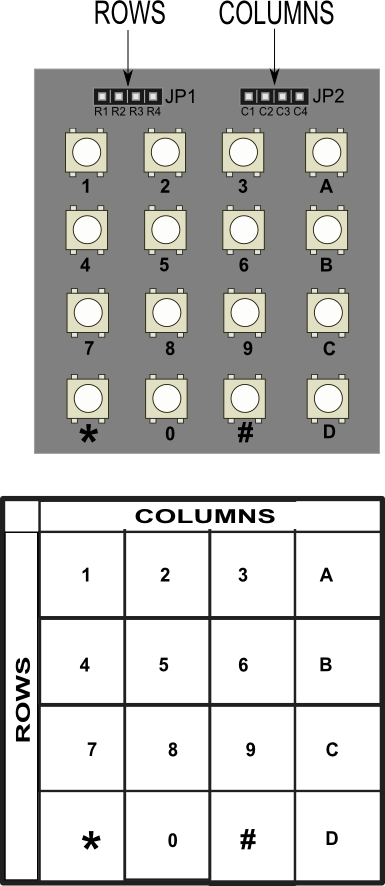 ROWS COLUMNS
JP1 JP2
R1 R2 R3 R4 C1 C2 C3 C4
1 2 3 A
4 5 6 B
7 8 9 C
* 0 # D
COLUMNS
ROWS
1 2 3 A
4 5 6 B
7 8 9 C
* 0 # D